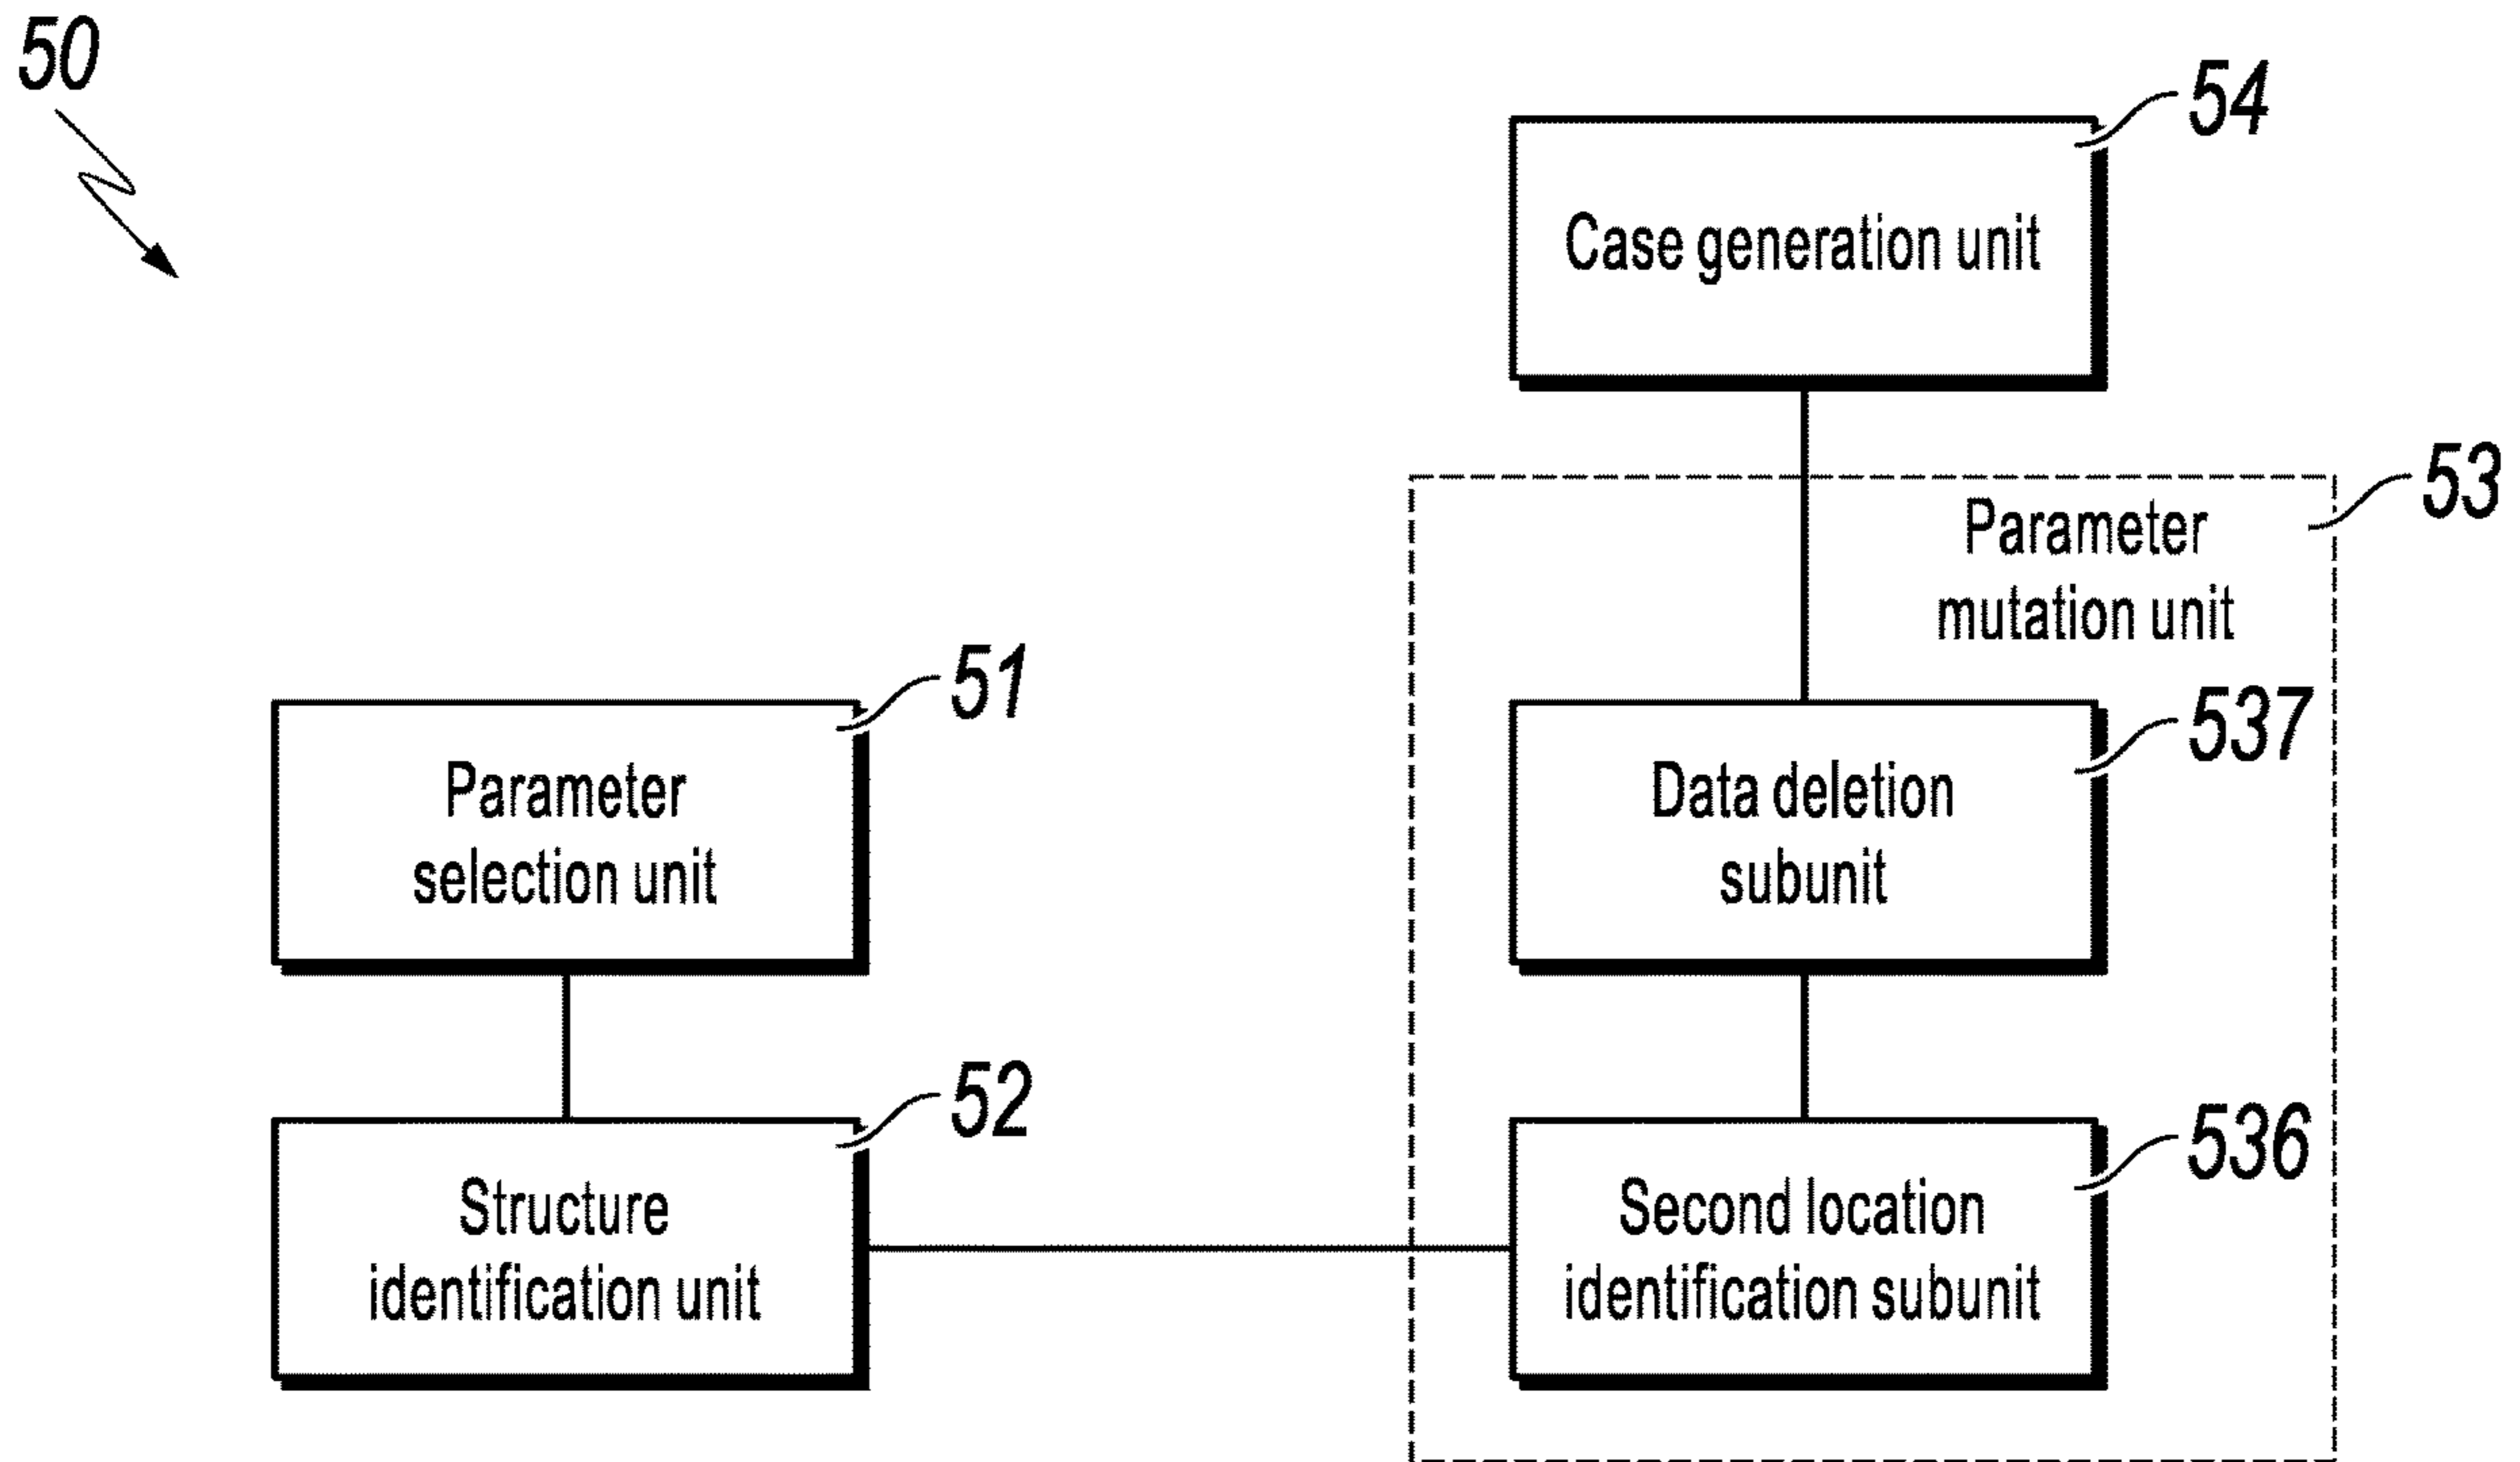 50
54
Case generation unit
53
Parameter
mutation unit
51
Parameter
selection unit
537
Data deletion
subunit
52
Structure
identification unit
536
Second location
identification subunit